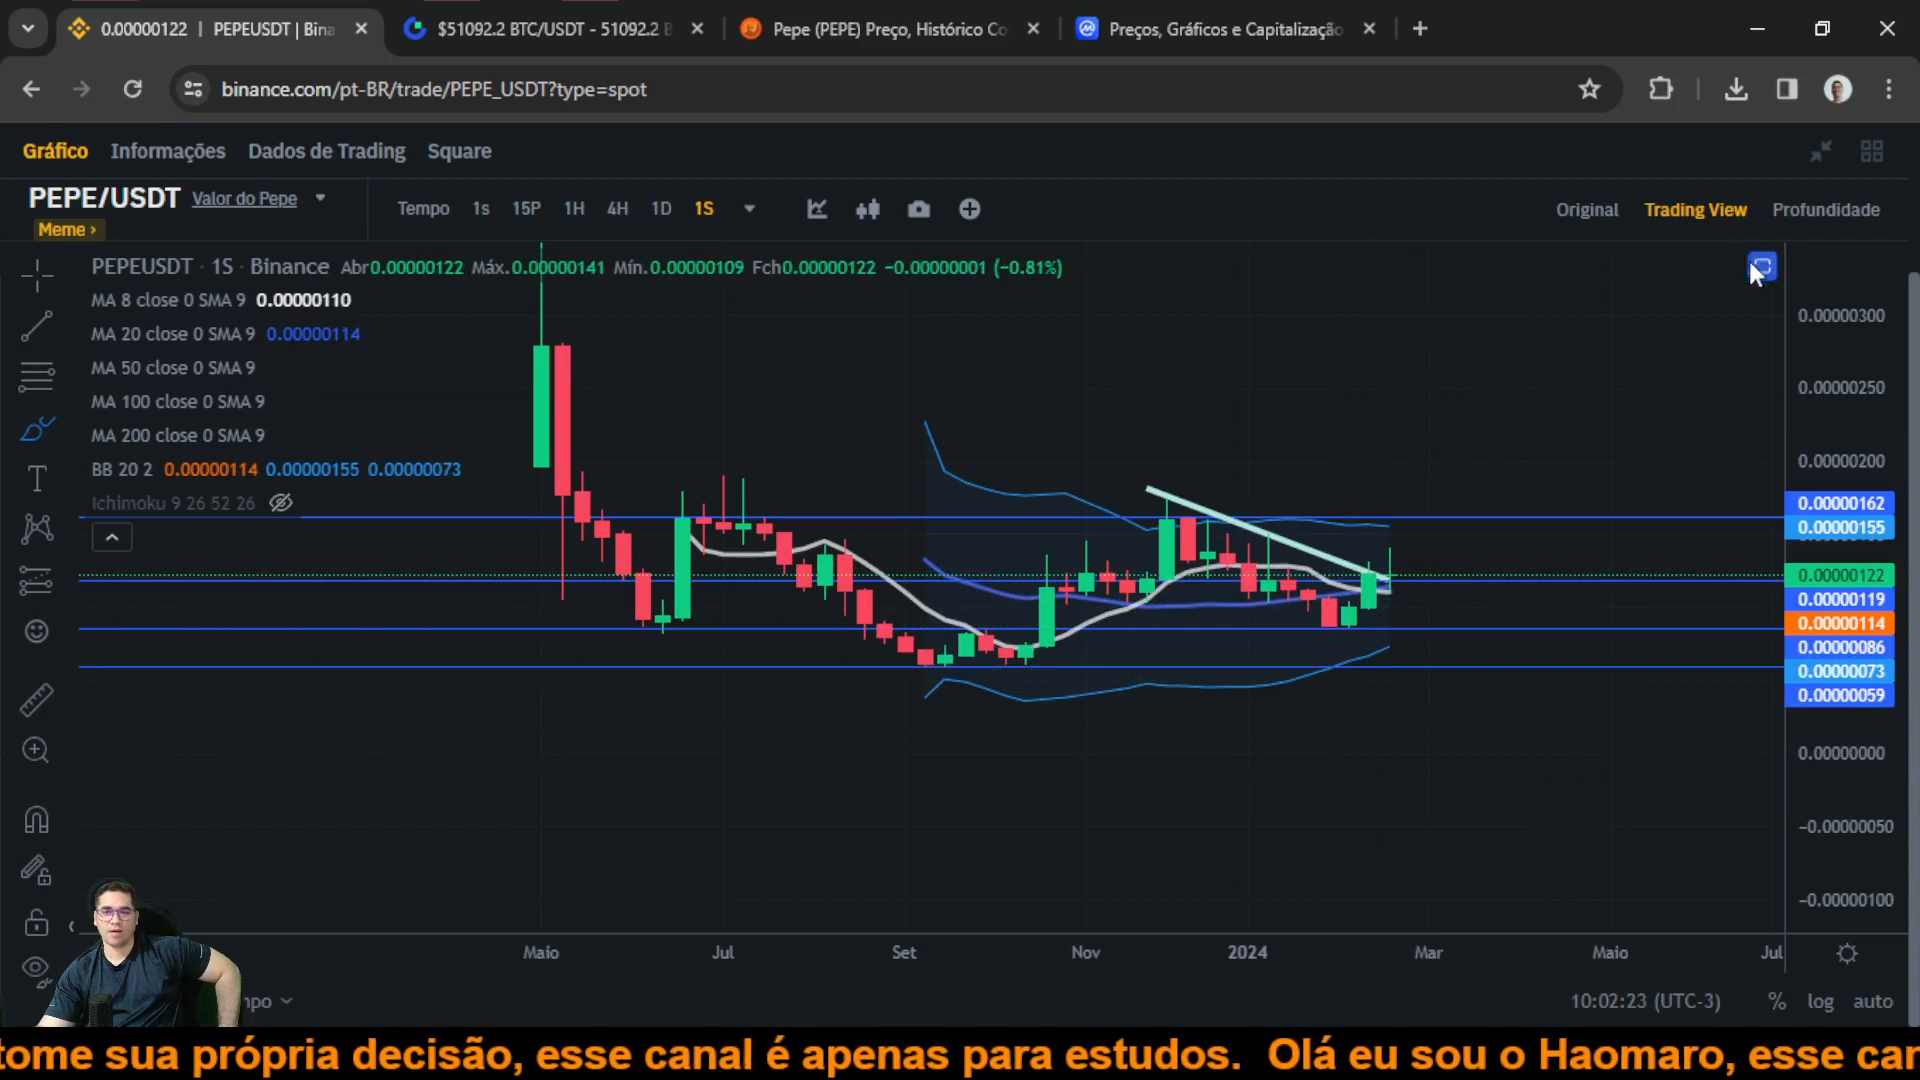 0.00000122 | PEPEUSDT | Bina
$51092.2 BTC/USDT - 51092.2 B
Pepe (PEPE) Preço, Histórico Co
Preços, Gráficos e Capitalização
binance.com/pt-BR/trade/PEPE_USDT?type=spot
Gráfico Informações Dados de Trading Square
PEPE/USDT Valor do Pepe
Meme ›
Tempo 1s 15P 1H 4H 1D 1S
Original Trading View Profundidade
PEPEUSDT · 1S · Binance Abr0.00000122 Máx.0.00000141 Mín.0.00000109 Fch0.00000122 −0.00000001 (−0.81%)
MA 8 close 0 SMA 9 0.00000110
MA 20 close 0 SMA 9 0.00000114
MA 50 close 0 SMA 9
MA 100 close 0 SMA 9
MA 200 close 0 SMA 9
BB 20 2 0.00000114 0.00000155 0.00000073
Ichimoku 9 26 52 26
0.00000300
0.00000250
0.00000200
0.00000162
0.00000155
0.00000122
0.00000119
0.00000114
0.00000086
0.00000073
0.00000059
0.00000000
−0.00000050
−0.00000100
Maio Jul Set Nov 2024 Mar Maio Jul
10:02:23 (UTC-3) % log auto
tome sua própria decisão, esse canal é apenas para estudos. Olá eu sou o Haomaro, esse can